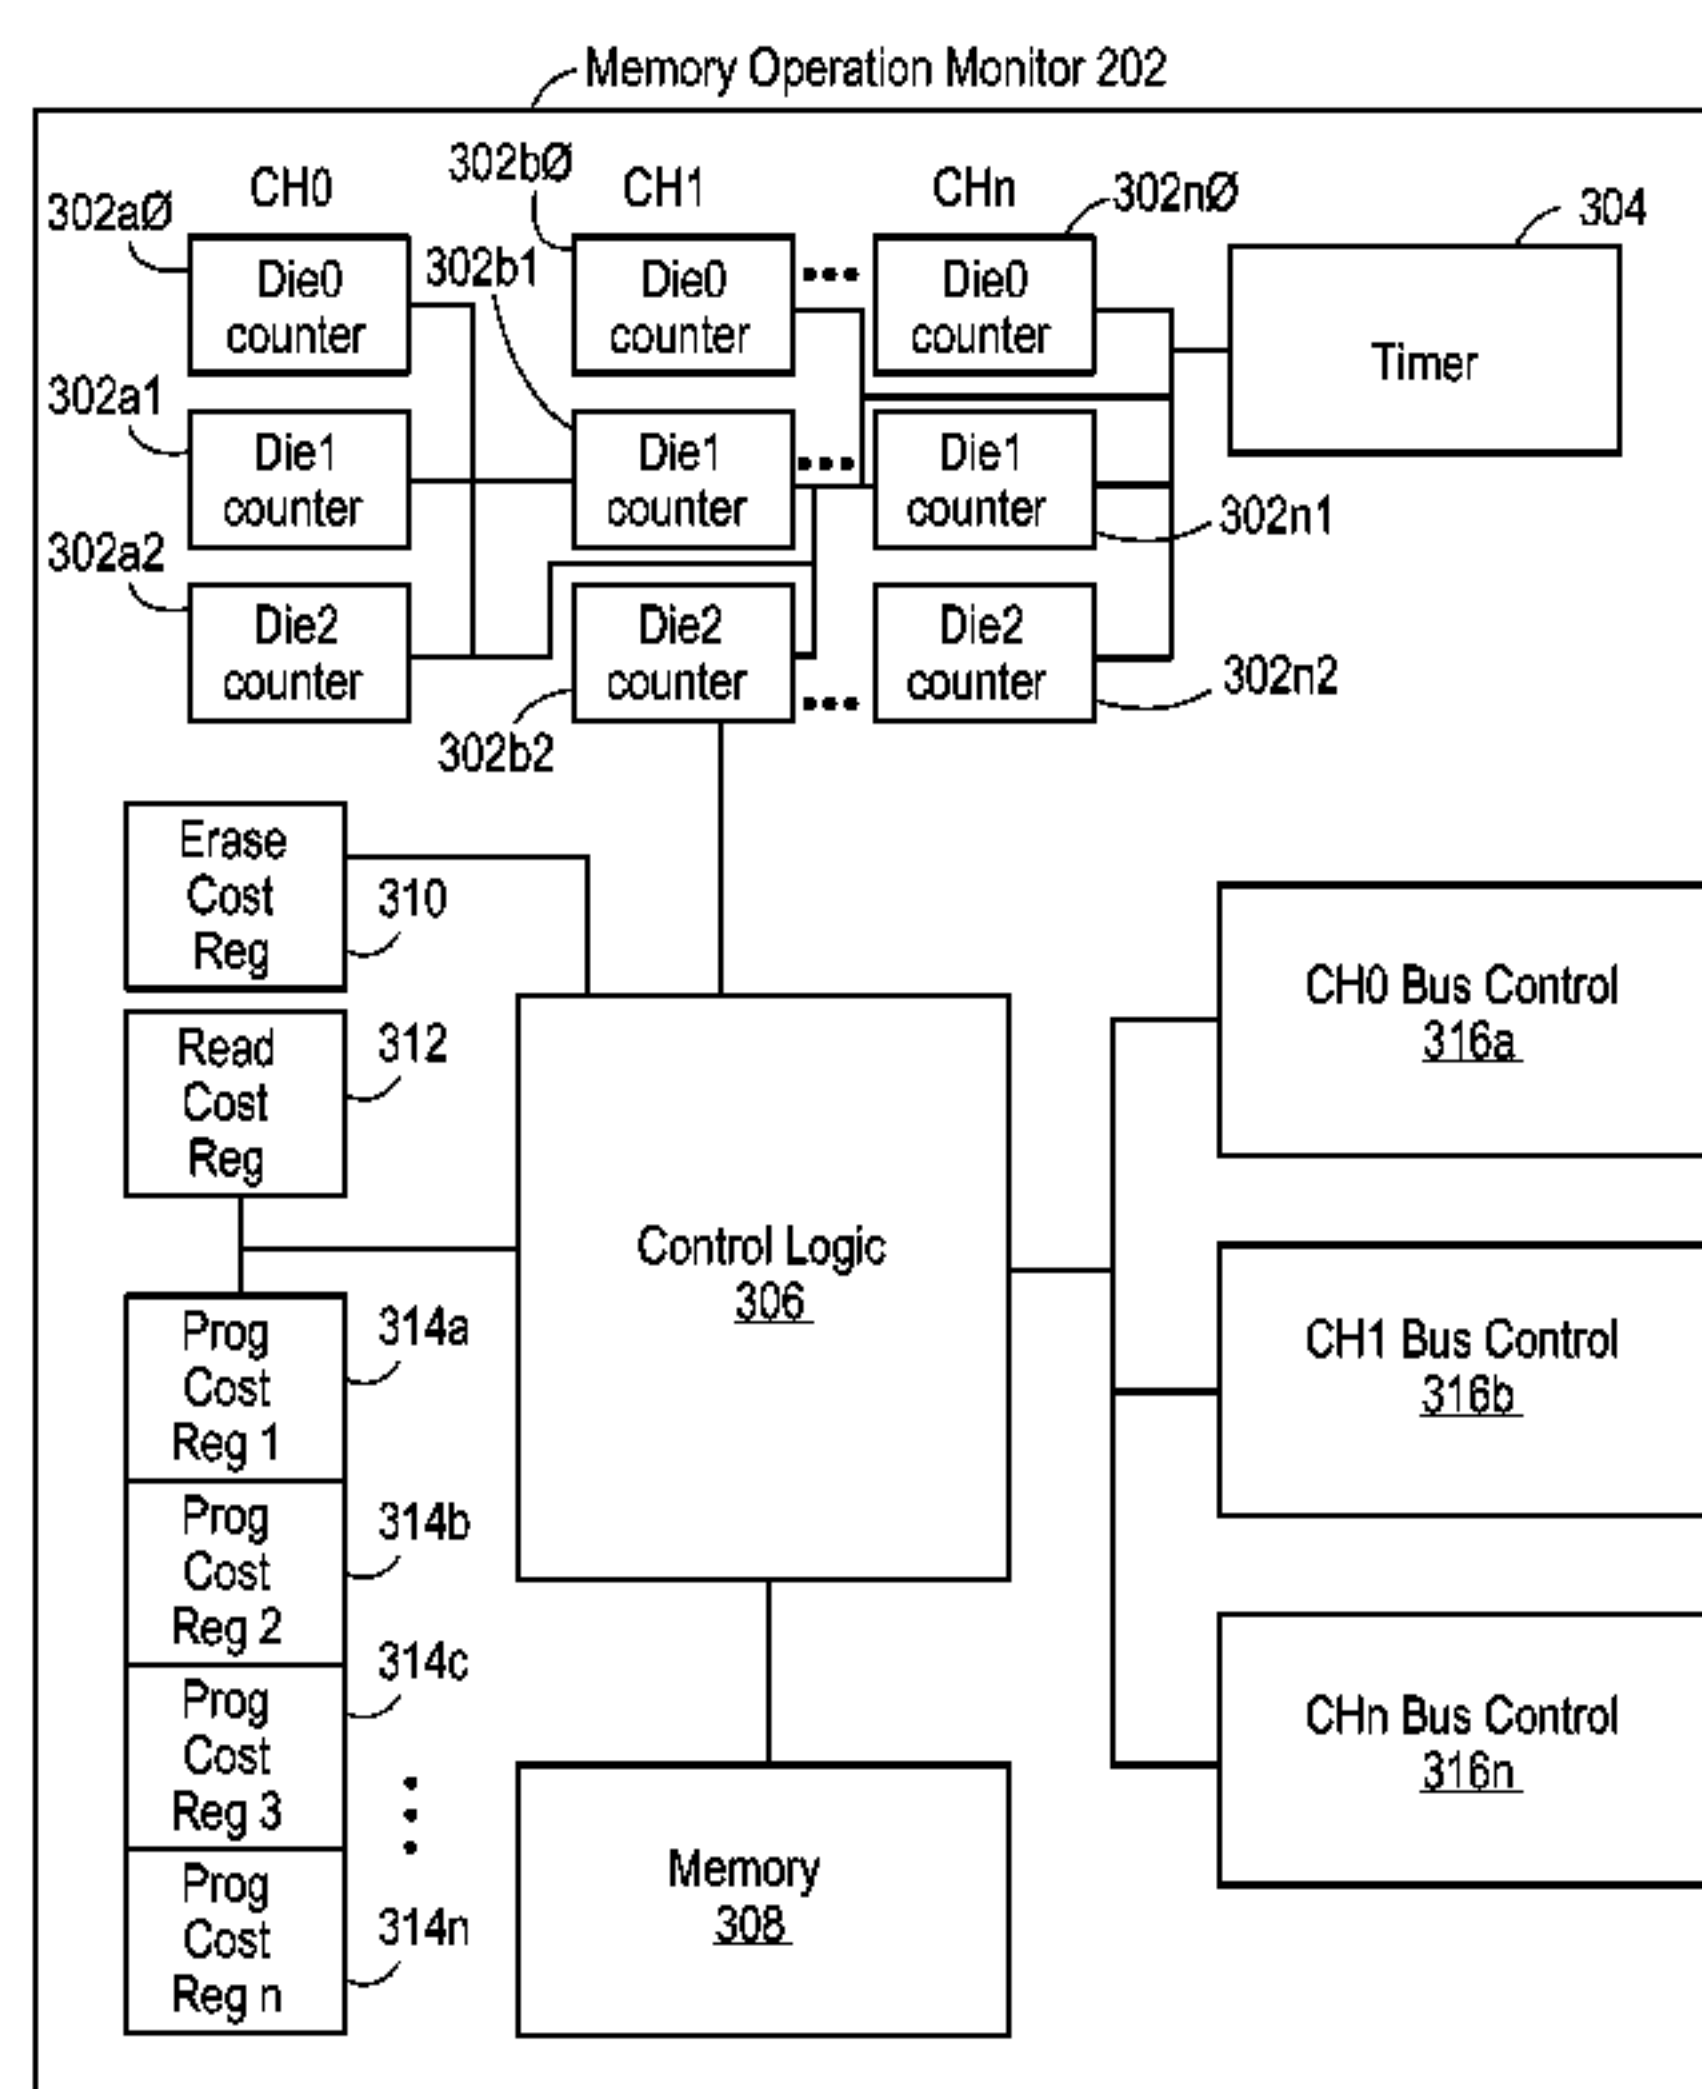 Memory Operation Monitor 202
CH0
302bØ
CH1
CHn
302nØ
302aØ
304
Die0
counter
302b1
Die0
counter
Die0
counter
Timer
302a1
Die1
counter
Die1
counter
Die1
counter
302n1
302a2
Die2
counter
Die2
counter
Die2
counter
302n2
302b2
Erase
Cost
Reg
310
Read
Cost
Reg
312
CH0 Bus Control
316a
Control Logic
306
Prog
Cost
Reg 1
314a
CH1 Bus Control
316b
Prog
Cost
Reg 2
314b
Prog
Cost
Reg 3
314c
CHn Bus Control
316n
Prog
Cost
Reg n
314n
Memory
308